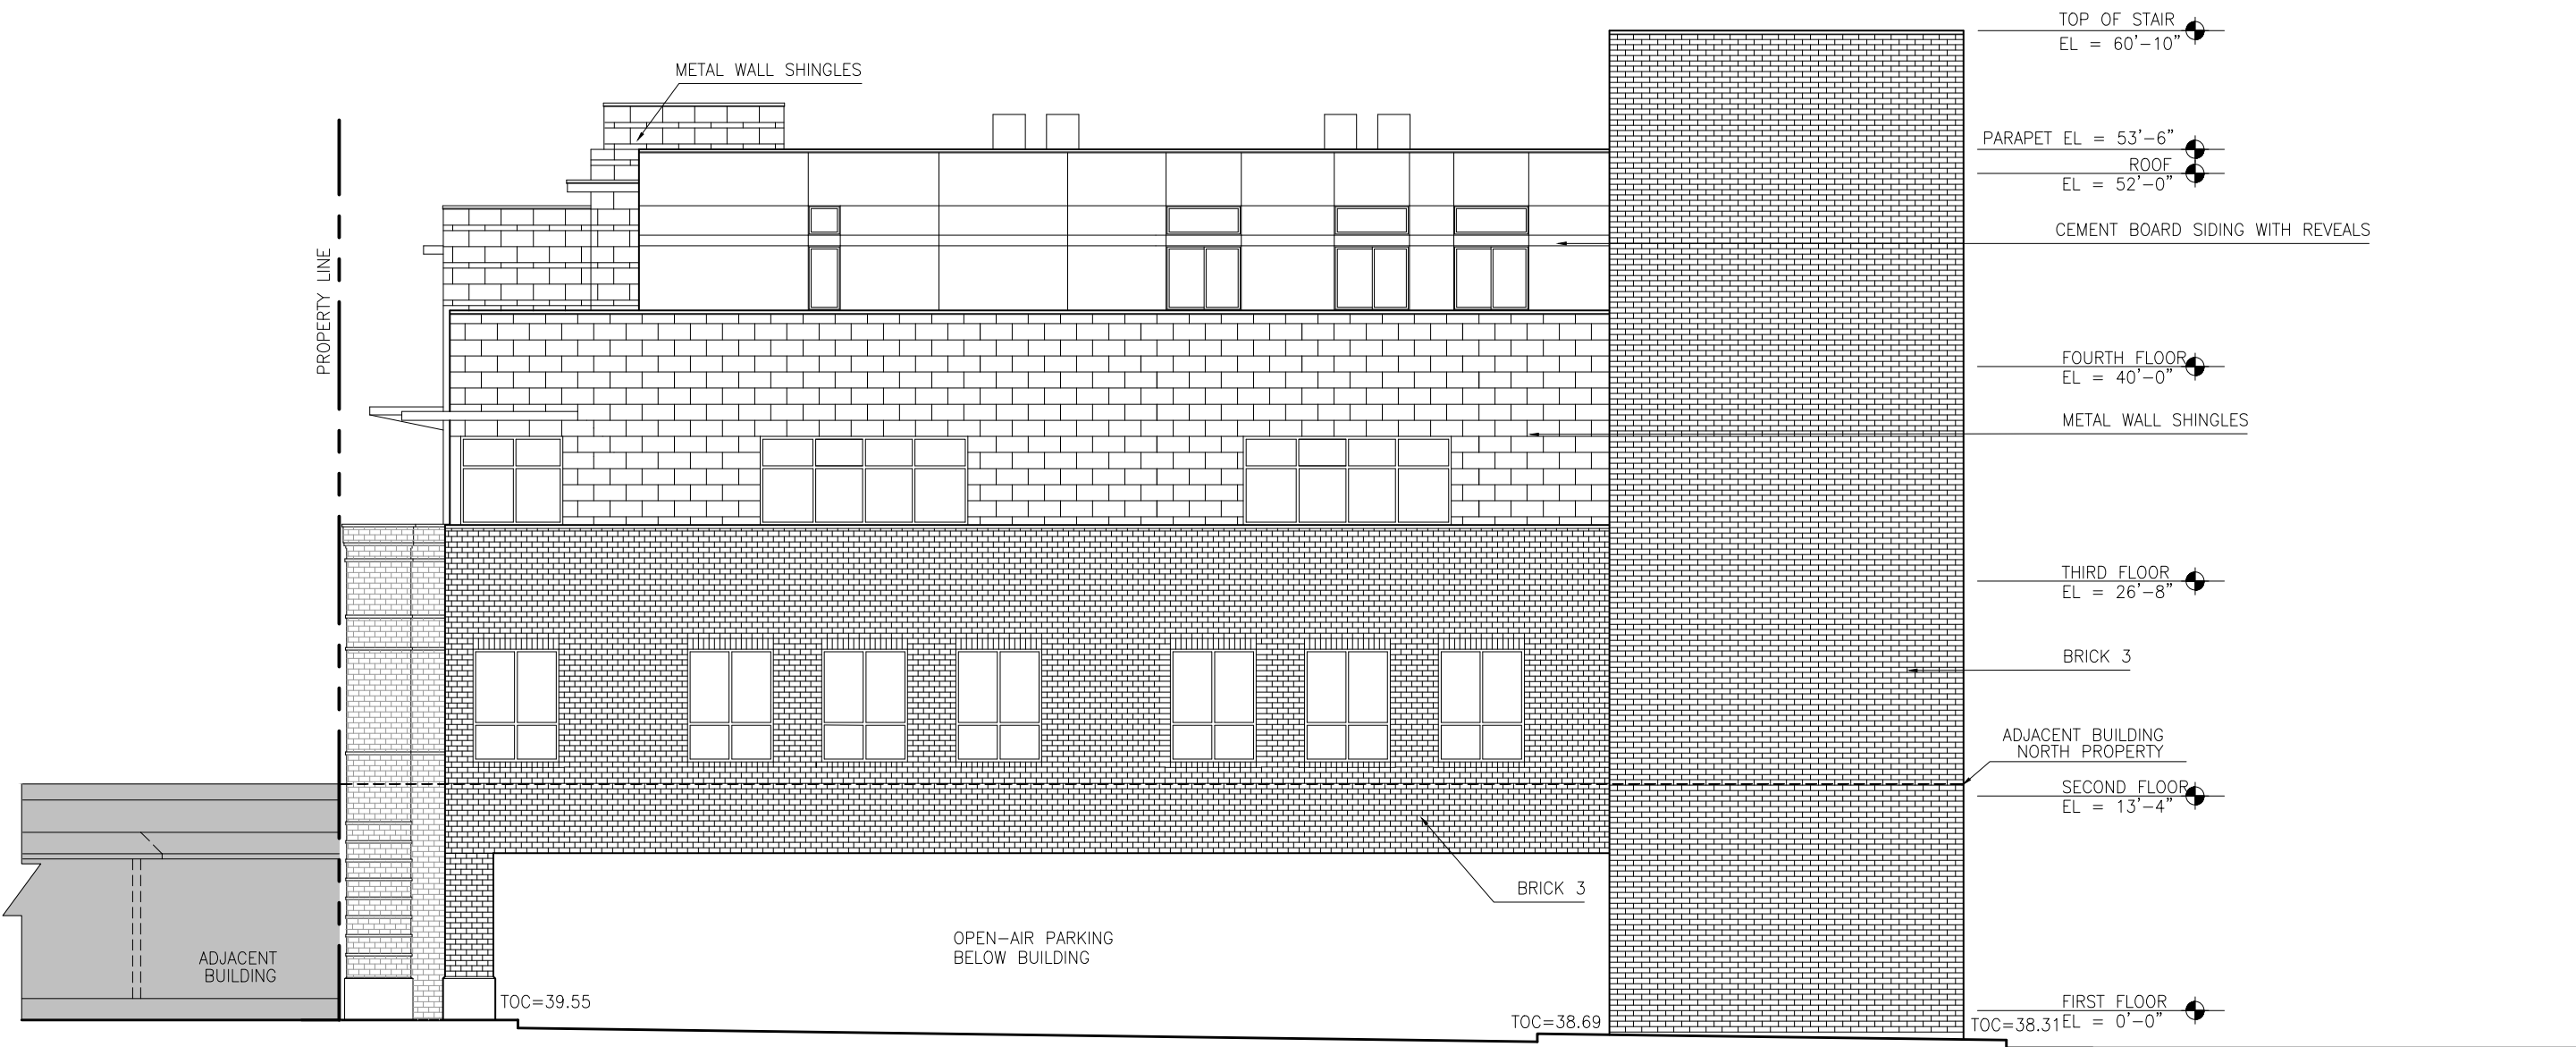 TOP OF STAIR
EL = 60'-10"
METAL WALL SHINGLES
PARAPET EL = 53'-6"
ROOF
EL = 52'-0"
CEMENT BOARD SIDING WITH REVEALS
PROPERTY LINE
FOURTH FLOOR
EL = 40'-0"
METAL WALL SHINGLES
THIRD FLOOR
EL = 26'-8"
BRICK 3
ADJACENT BUILDING
NORTH PROPERTY
SECOND FLOOR
EL = 13'-4"
BRICK 3
OPEN-AIR PARKING
BELOW BUILDING
ADJACENT
BUILDING
TOC=39.55
FIRST FLOOR
EL = 0'-0"
TOC=38.69
TOC=38.31